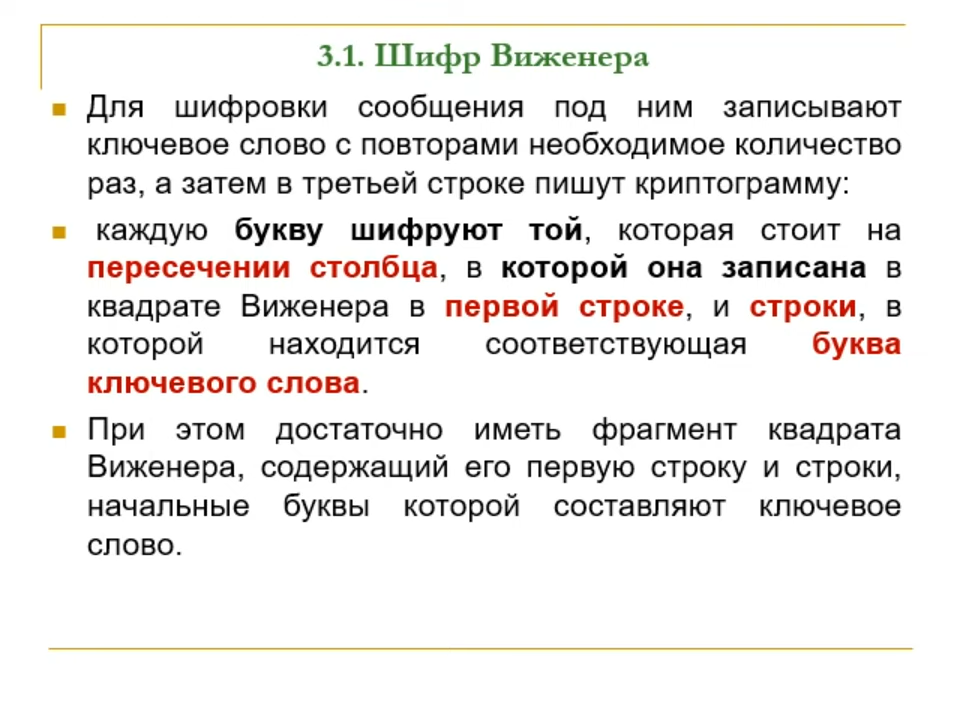 3.1. Шифр Виженера
Для шифровки сообщения под ним записывают
ключевое слово с повторами необходимое количество
раз, а затем в третьей строке пишут криптограмму:
каждую букву шифруют той, которая стоит на
пересечении столбца, в которой она записана в
квадрате Виженера в первой строке, и строки, в
которой находится соответствующая буква
ключевого слова.
При этом достаточно иметь фрагмент квадрата
Виженера, содержащий его первую строку и строки,
начальные буквы которой составляют ключевое
слово.